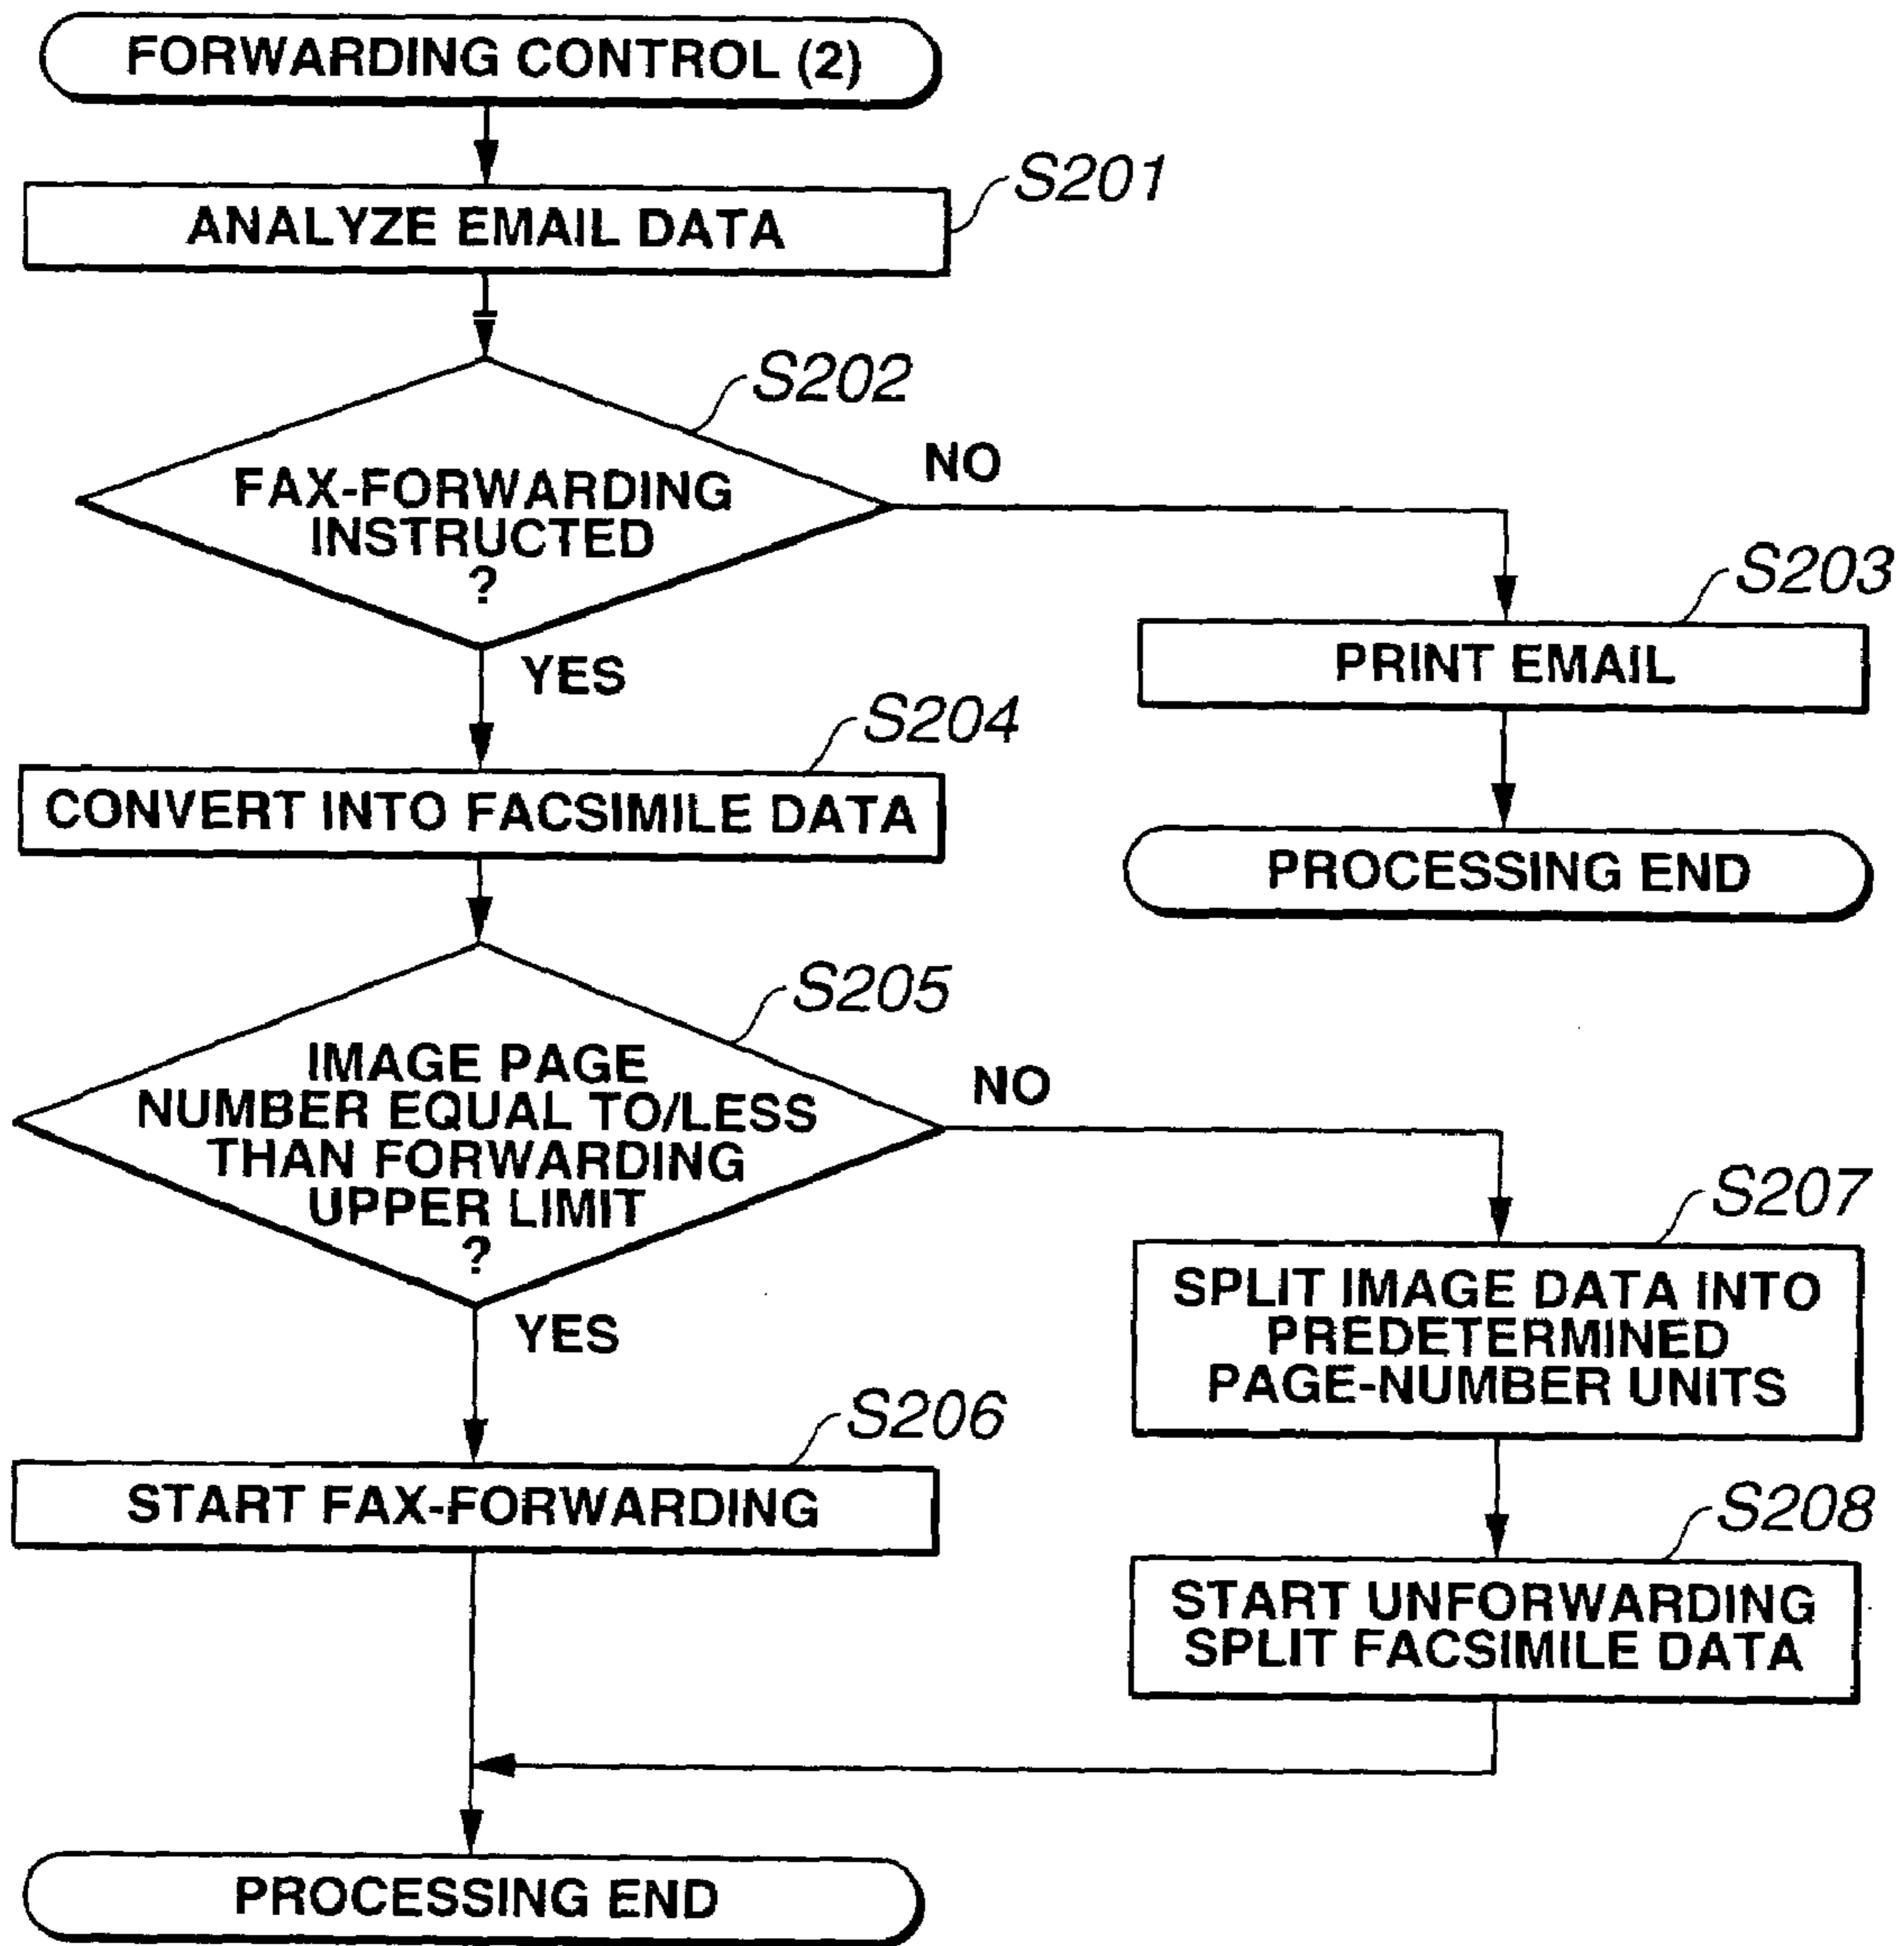 FORWARDING CONTROL (2)
S201
ANALYZE EMAIL DATA
S202
FAX-FORWARDING
INSTRUCTED
?
NO
YES
S203
PRINT EMAIL
PROCESSING END
S204
CONVERT INTO FACSIMILE DATA
S205
IMAGE PAGE
NUMBER EQUAL TO/LESS
THAN FORWARDING
UPPER LIMIT
?
NO
YES
S207
SPLIT IMAGE DATA INTO
PREDETERMINED
PAGE-NUMBER UNITS
S206
START FAX-FORWARDING
S208
START UNFORWARDING
SPLIT FACSIMILE DATA
PROCESSING END